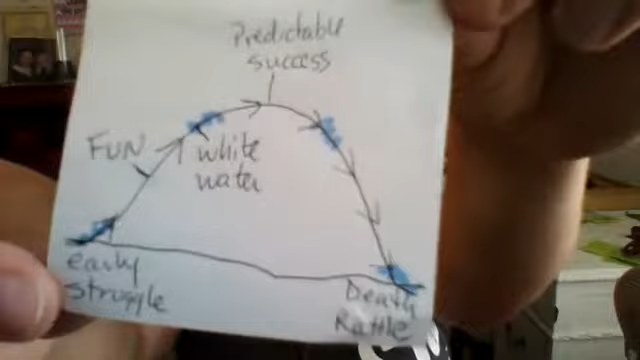 Predictable
success
FUN
white
water
early
struggle
Death
Rattle